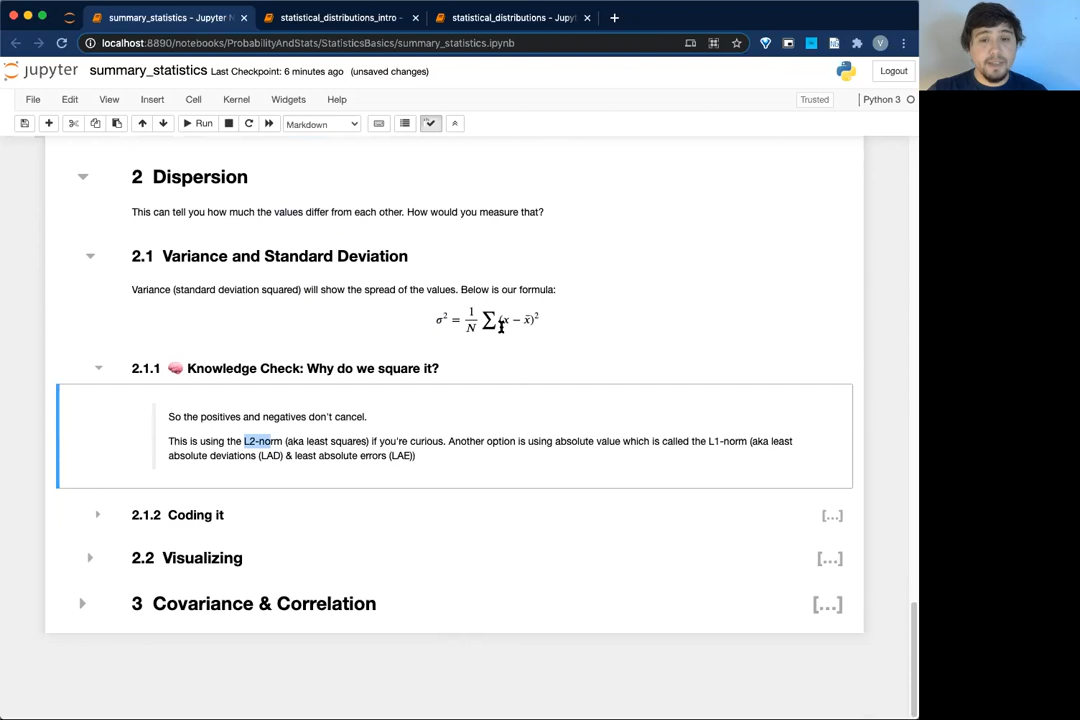 summary_statistics - Jupyter N
statistical_distributions_intro -
statistical_distributions - Jupyt
localhost:8890/notebooks/ProbabilityAndStats/StatisticsBasics/summary_statistics.ipynb
V
jupyter summary_statistics Last Checkpoint: 6 minutes ago (unsaved changes)
Logout
File Edit View Insert Cell Kernel Widgets Help
Trusted
Python 3
Run
Markdown
2 Dispersion
This can tell you how much the values differ from each other. How would you measure that?
2.1 Variance and Standard Deviation
Variance (standard deviation squared) will show the spread of the values. Below is our formula:
σ² = 1/N ∑(x − x̄)²
2.1.1 🧠 Knowledge Check: Why do we square it?
So the positives and negatives don't cancel.
This is using the L2-norm (aka least squares) if you're curious. Another option is using absolute value which is called the L1-norm (aka least
absolute deviations (LAD) & least absolute errors (LAE))
2.1.2 Coding it
[...]
2.2 Visualizing
[...]
3 Covariance & Correlation
[...]